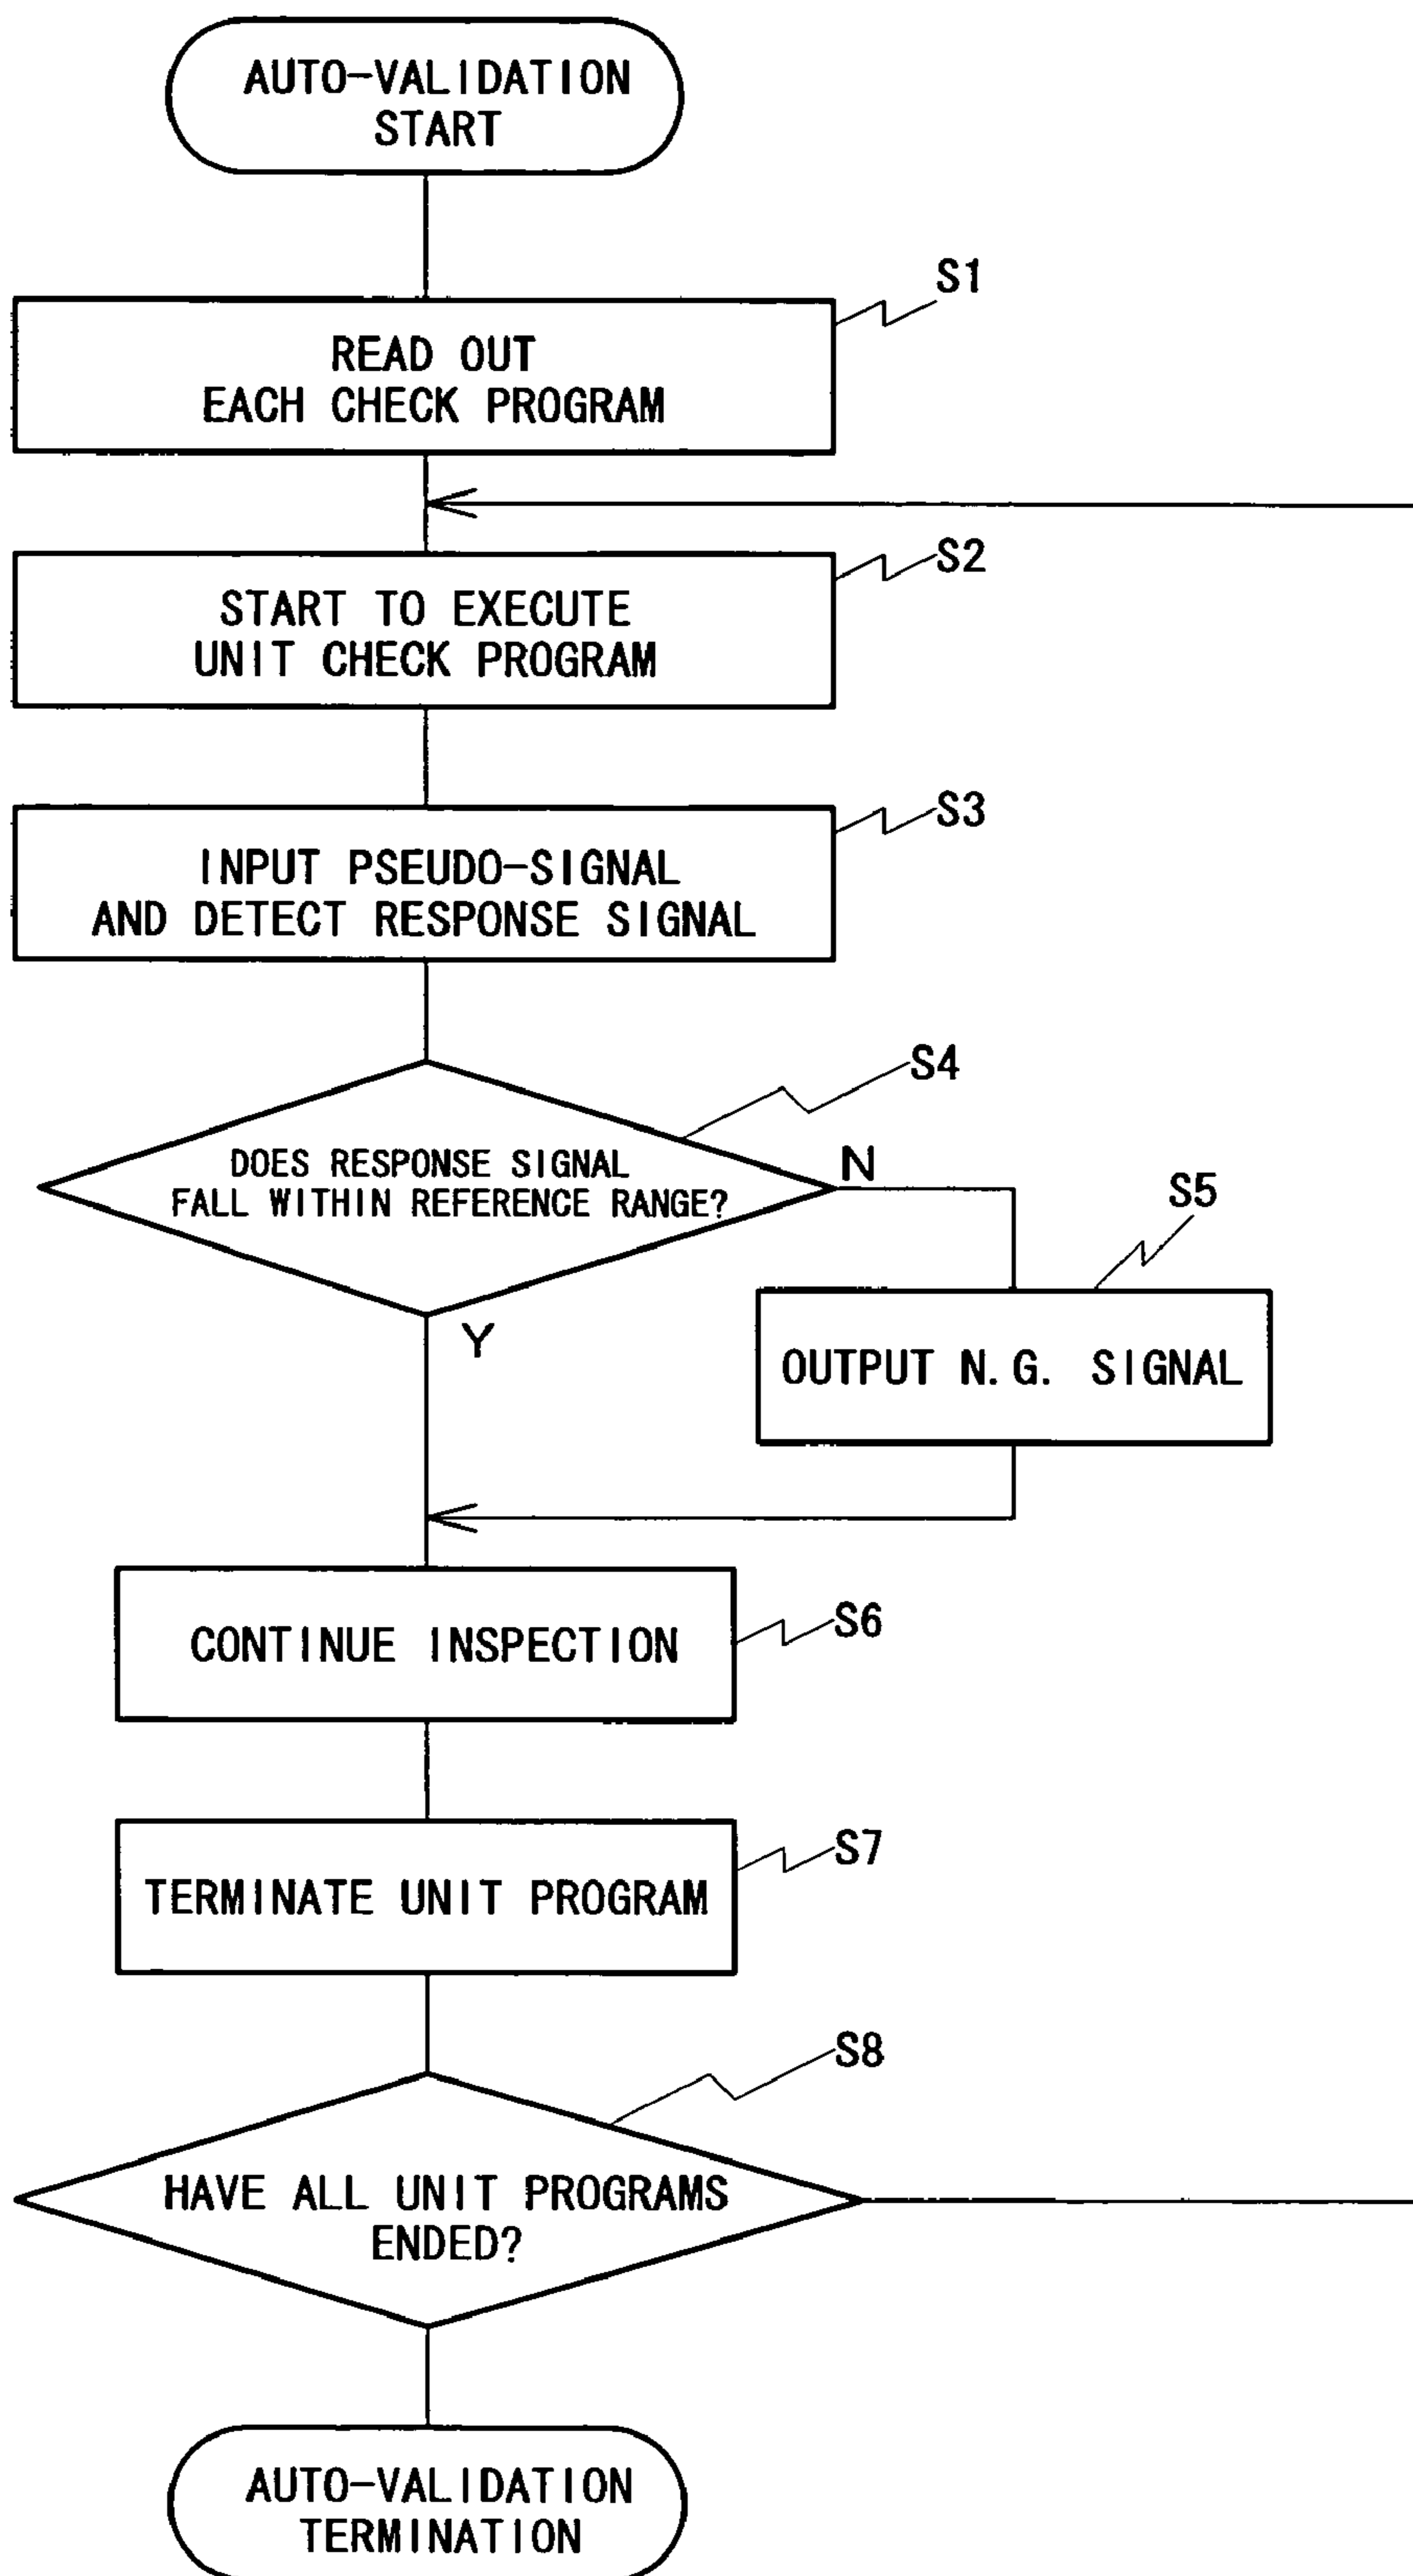 AUTO-VALIDATION
START
S1
READ OUT
EACH CHECK PROGRAM
S2
START TO EXECUTE
UNIT CHECK PROGRAM
S3
INPUT PSEUDO-SIGNAL
AND DETECT RESPONSE SIGNAL
S4
DOES RESPONSE SIGNAL
FALL WITHIN REFERENCE RANGE?
N
S5
Y
OUTPUT N.G. SIGNAL
S6
CONTINUE INSPECTION
S7
TERMINATE UNIT PROGRAM
S8
HAVE ALL UNIT PROGRAMS
ENDED?
AUTO-VALIDATION
TERMINATION